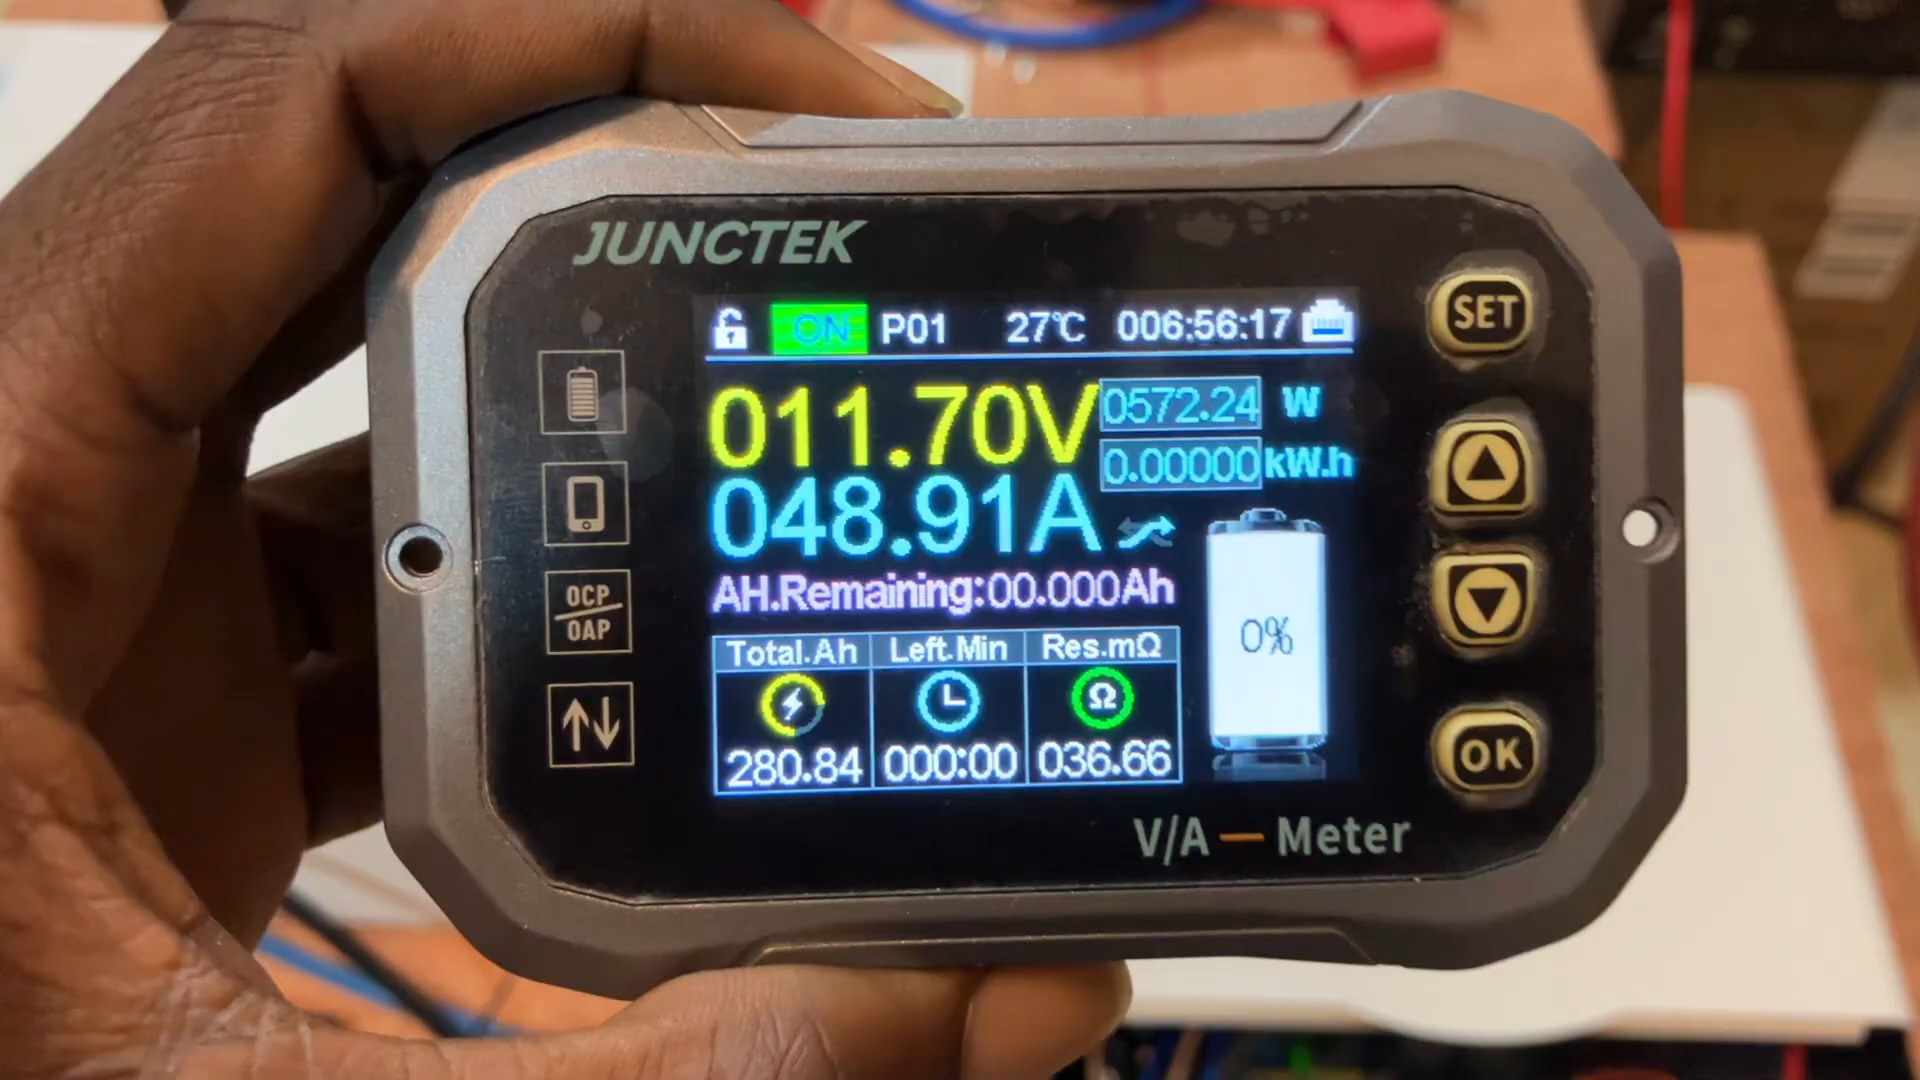 JUNCTEK
ON P01 27℃ 006:56:17
011.70V 0572.24 W
0.00000 kW.h
048.91A
AH.Remaining:00.000Ah
0%
Total.Ah Left.Min Res.mΩ
Ω
280.84 000:00 036.66
V/A — Meter
OCP
OAP
SET
OK